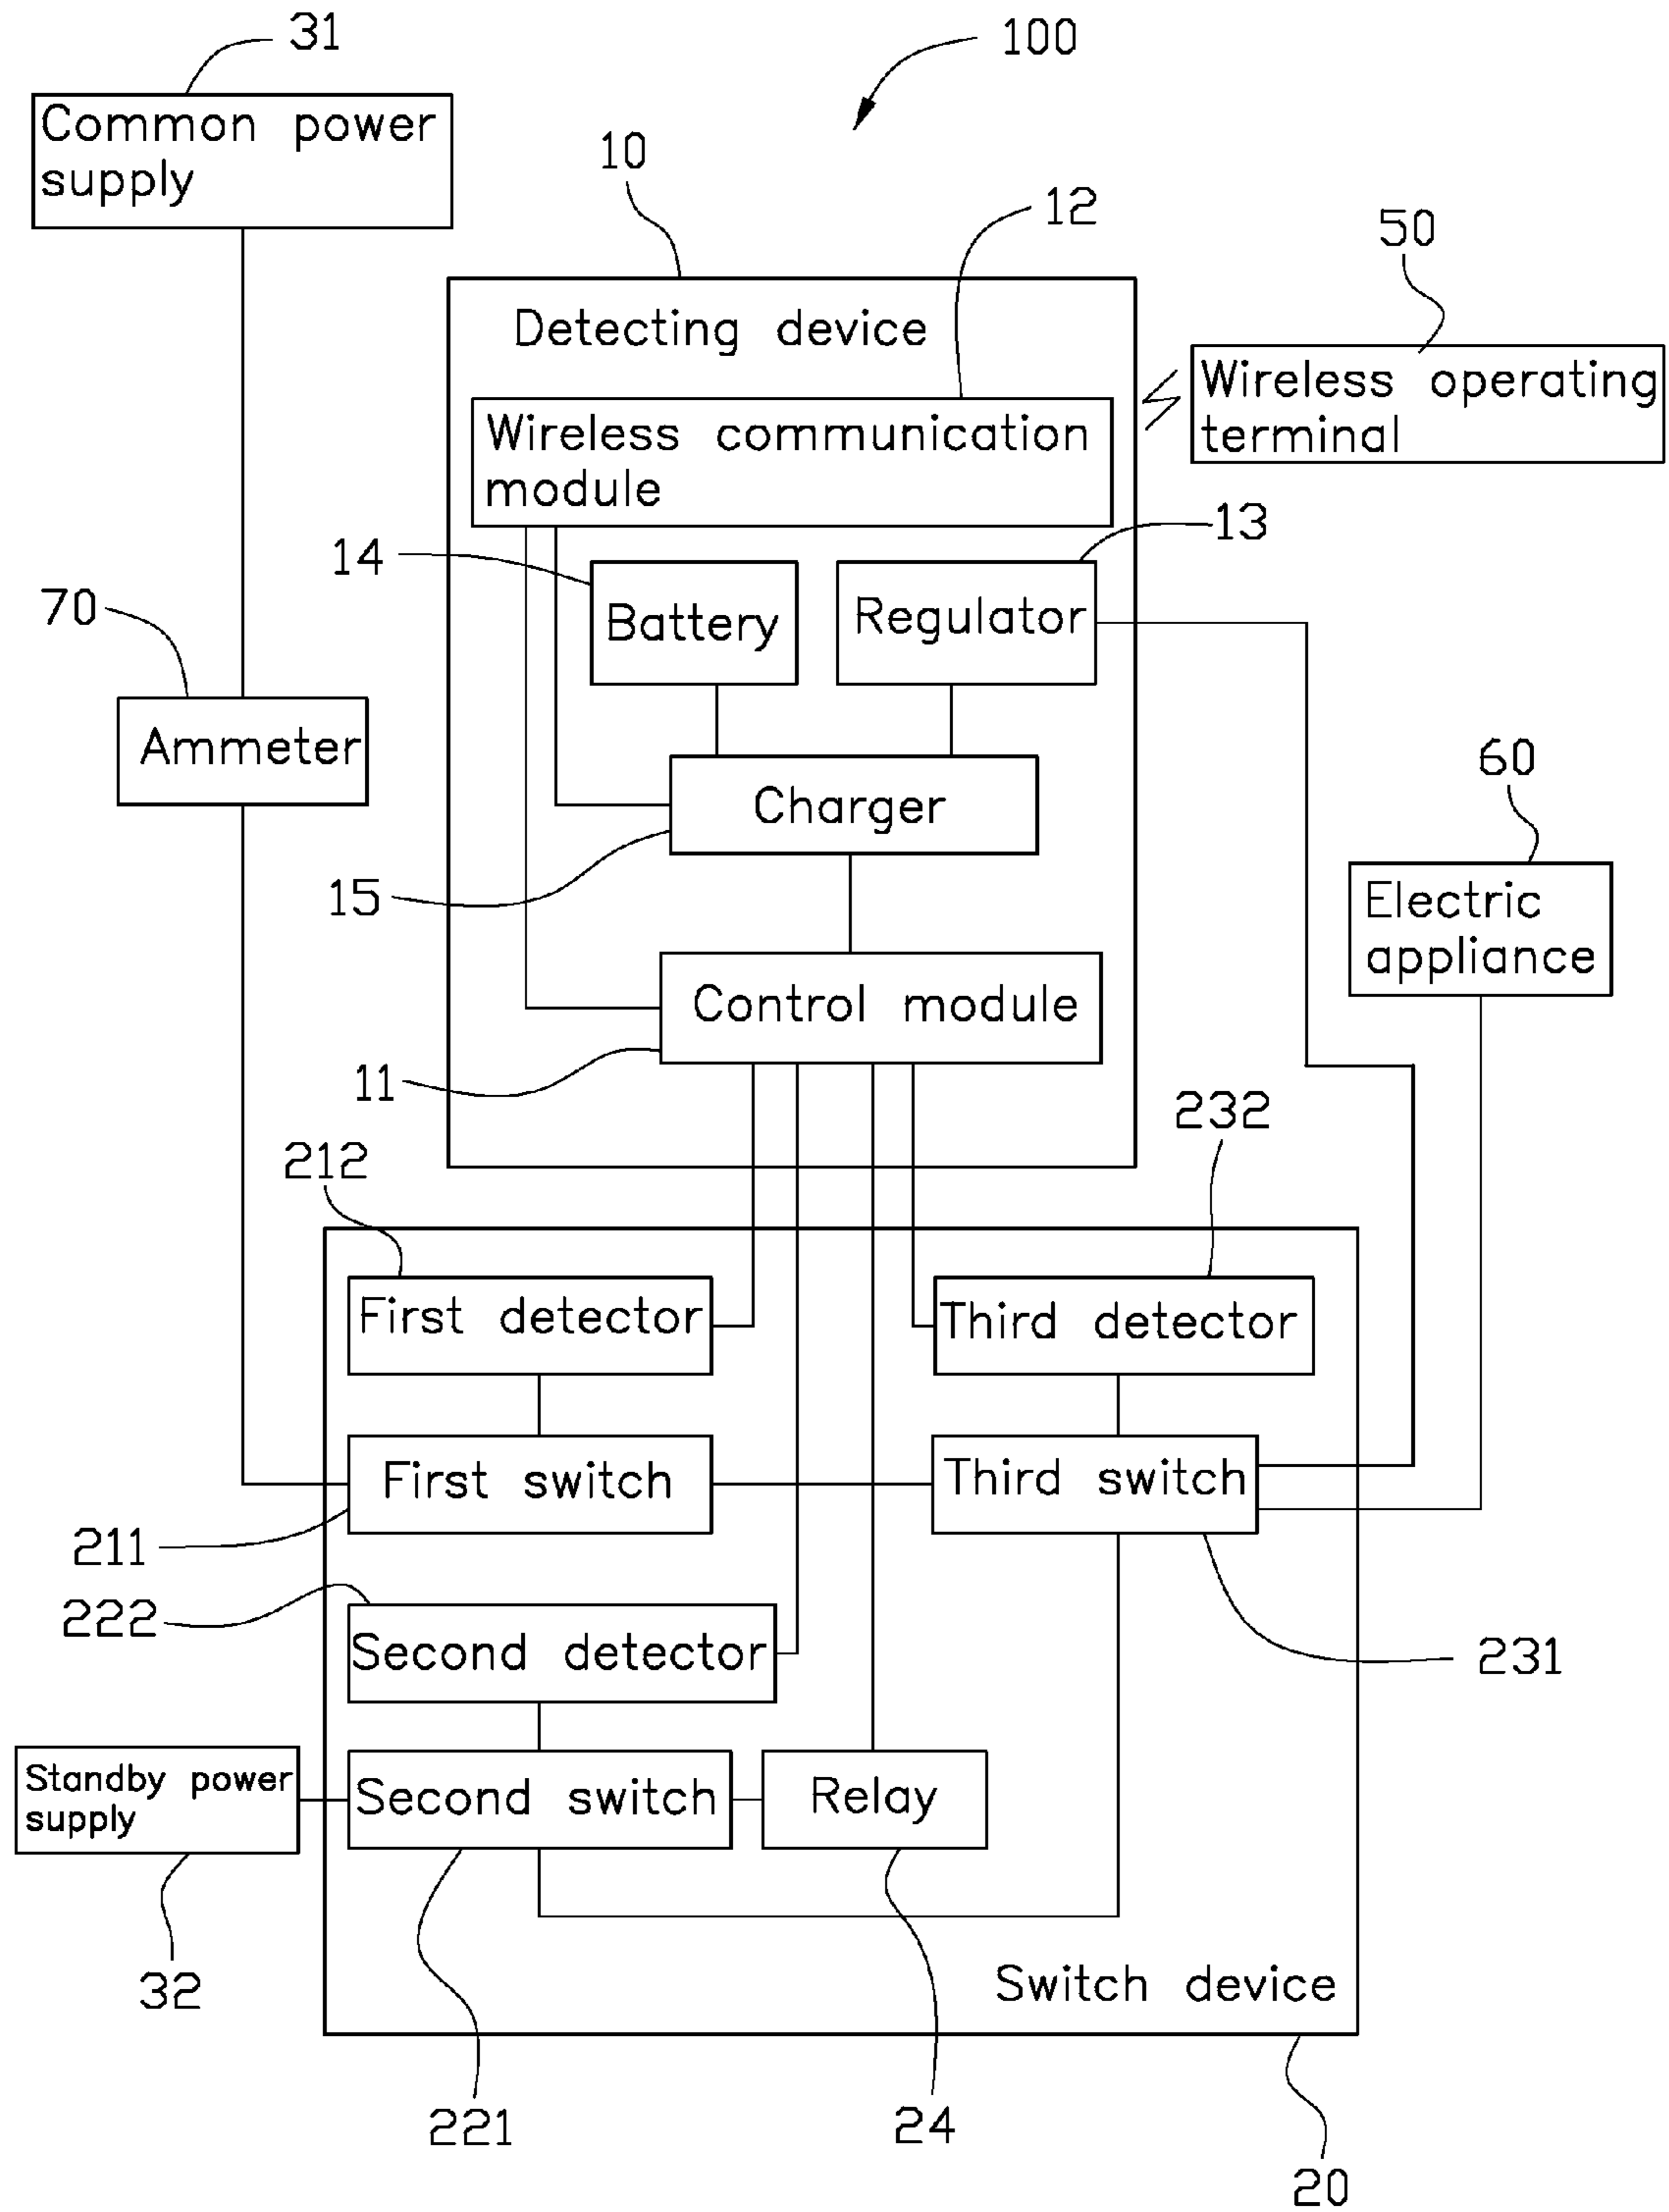 31
100
Common power
supply
10
12
50
Detecting device
Wireless operating
terminal
Wireless communication
module
13
14
70
Battery
Regulator
Ammeter
60
Charger
15
Electric
appliance
Control module
11
232
212
First detector
Third detector
First switch
Third switch
211
222
Second detector
231
Standby power
supply
Second switch
Relay
32
Switch device
221
24
20